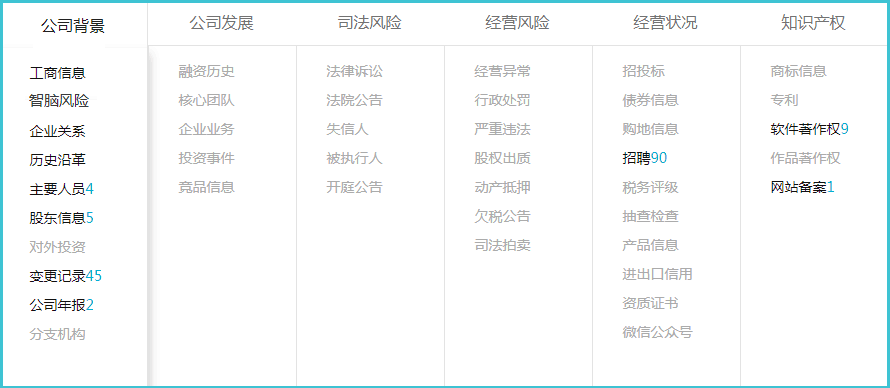 公司背景
工商信息
智脑风险
企业关系
历史沿革
主要人员4
股东信息5
对外投资
变更记录45
公司年报2
分支机构
公司发展
融资历史
核心团队
企业业务
投资事件
竞品信息
司法风险
法律诉讼
法院公告
失信人
被执行人
开庭公告
经营风险
经营异常
行政处罚
严重违法
股权出质
动产抵押
欠税公告
司法拍卖
经营状况
招投标
债券信息
购地信息
招聘90
税务评级
抽查检查
产品信息
进出口信用
资质证书
微信公众号
知识产权
商标信息
专利
软件著作权9
作品著作权
网站备案1